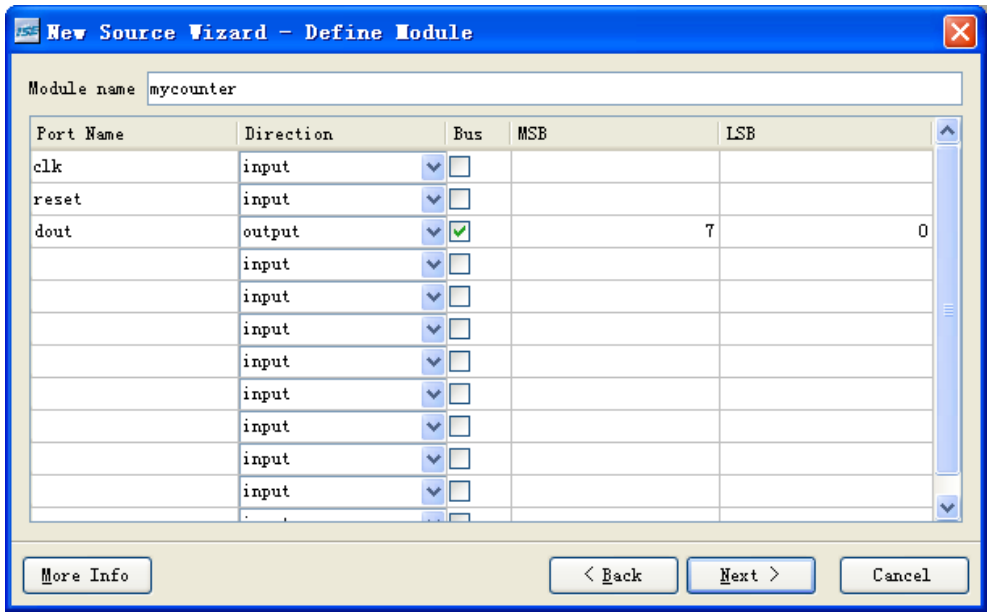 ISE New Source Wizard - Define Module
Module name mycounter
Port Name Direction Bus MSB LSB
clk input
reset input
dout output 7 0
input
input
input
input
input
input
input
input
More Info < Back Next > Cancel